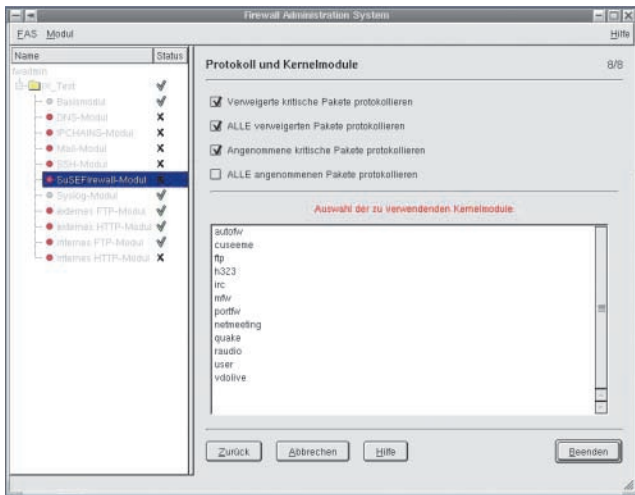 Firewall Administration System
FAS Modul Hilfe
Name Status
fwadmin
iX_Test
Basismodul
DNS-Modul
IPCHAINS-Modul
Mail-Modul
SSH-Modul
SuSEFirewall-Modul
Syslog-Modul
externes FTP-Modul
externes HTTP-Modul
internes FTP-Modul
internes HTTP-Modul
Protokoll und Kernelmodule 8/8
Verweigerte kritische Pakete protokollieren
ALLE verweigerten Pakete protokollieren
Angenommene kritische Pakete protokollieren
ALLE angenommenen Pakete protokollieren
Auswahl der zu verwendenden Kernelmodule
autofw
cuseeme
ftp
h323
irc
mfw
portfw
netmeeting
quake
raudio
user
vdolive
Zurück Abbrechen Hilfe Beenden